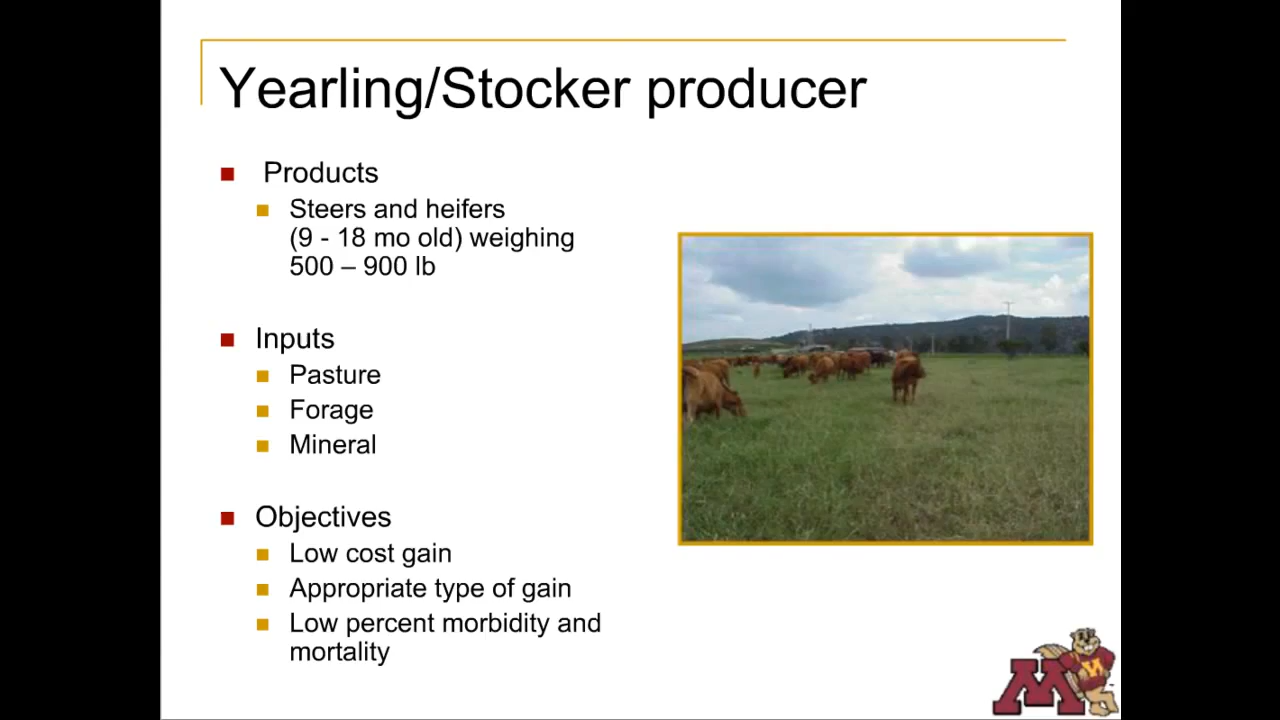 Yearling/Stocker producer
Products
Steers and heifers
(9 - 18 mo old) weighing
500 – 900 lb
Inputs
Pasture
Forage
Mineral
Objectives
Low cost gain
Appropriate type of gain
Low percent morbidity and
mortality
M
M